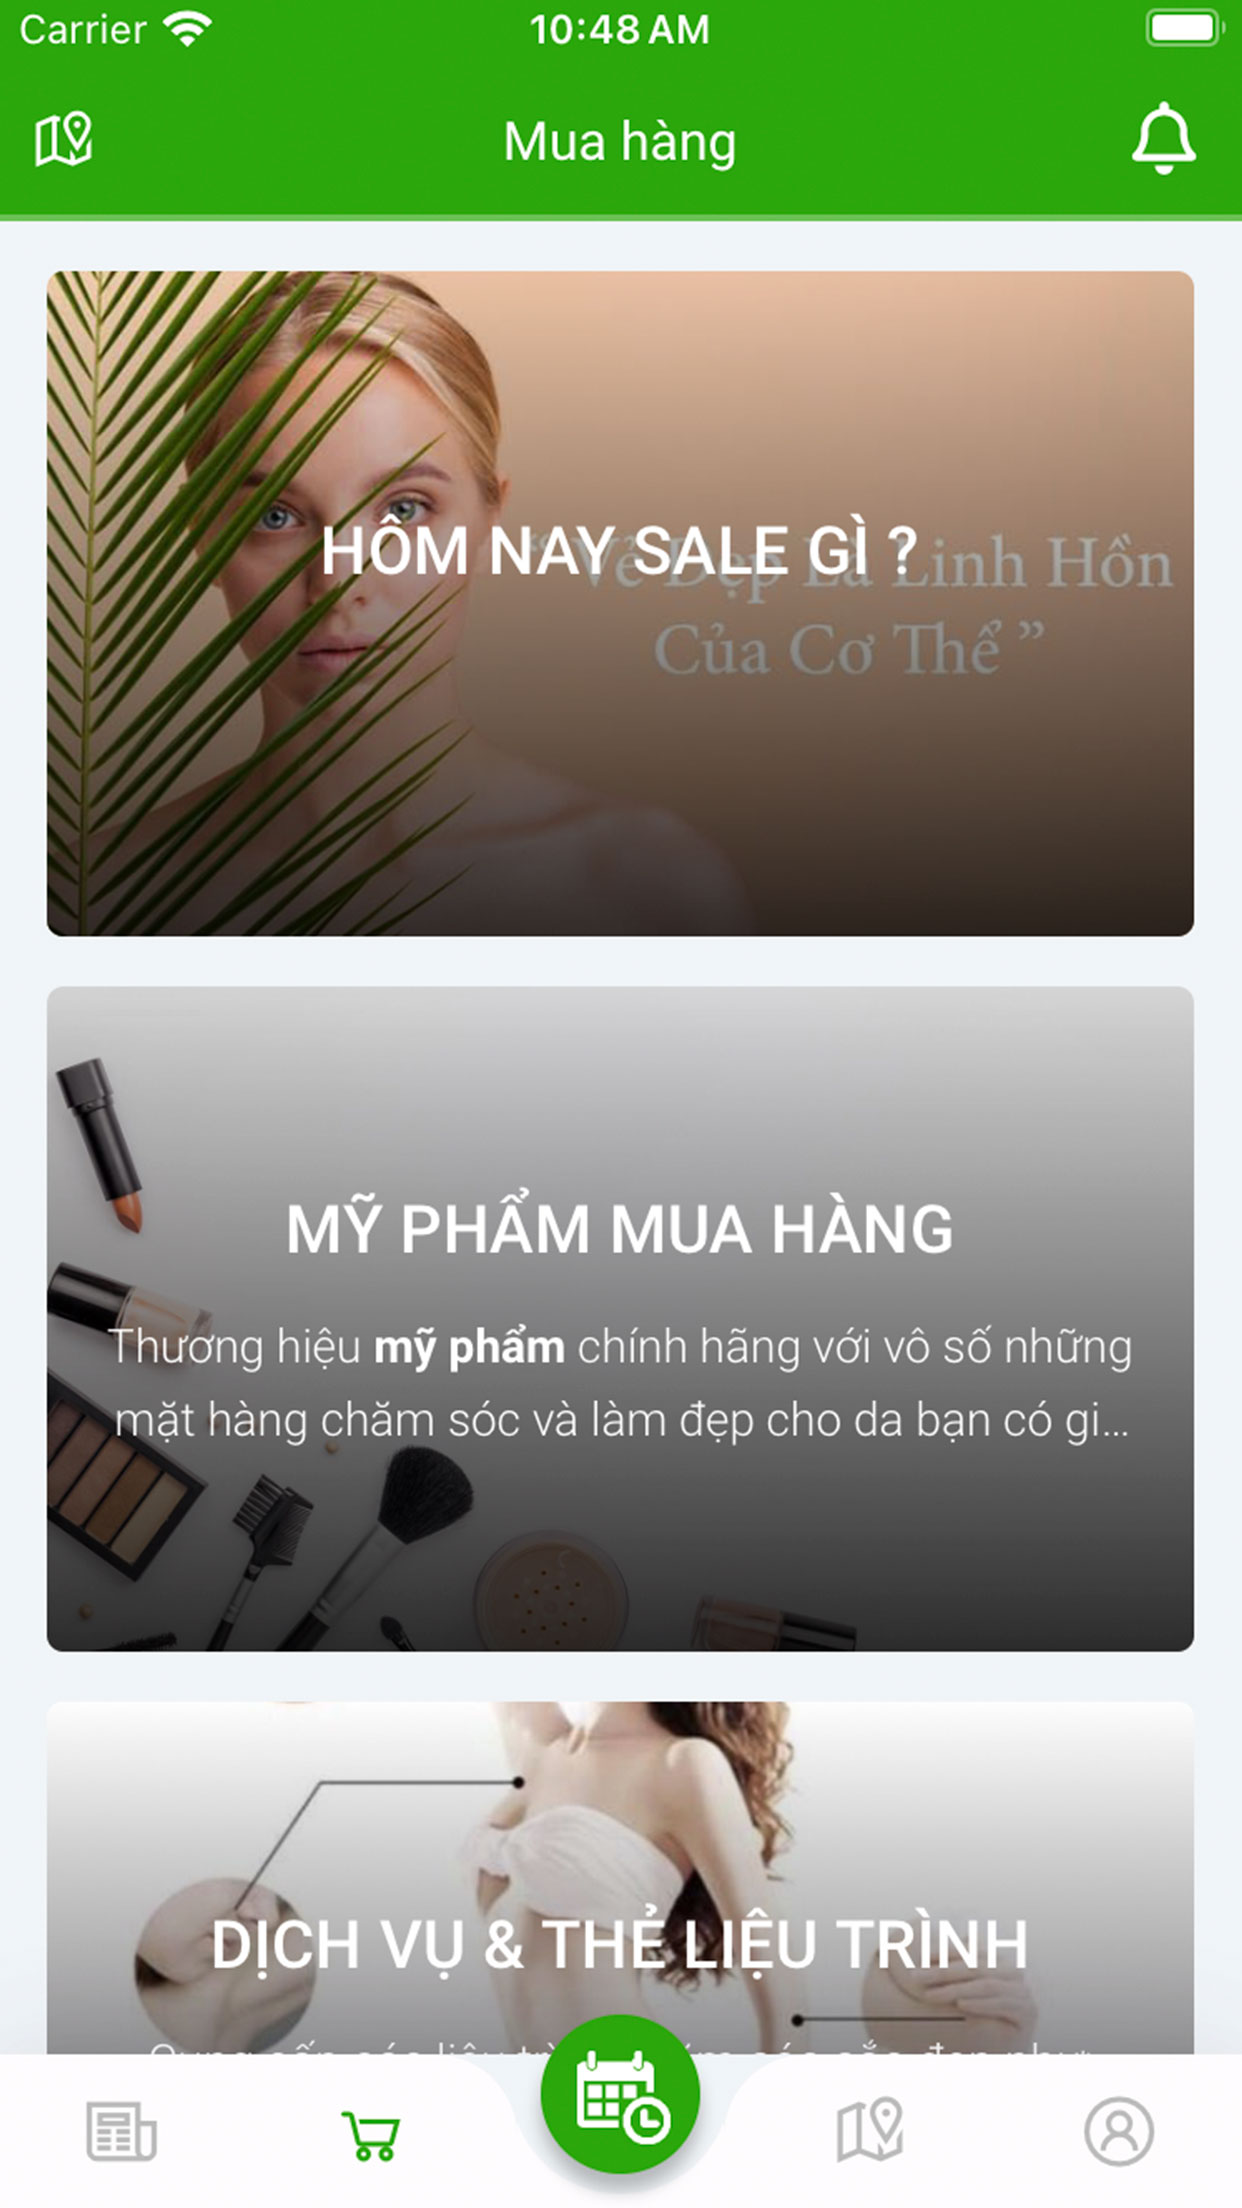 Carrier 10:48 AM
Mua hàng
HÔM NAY SALE GÌ ?
“ Vẻ Đẹp Là Linh Hồn
Của Cơ Thể ”
MỸ PHẨM MUA HÀNG
Thương hiệu mỹ phẩm chính hãng với vô số những
mặt hàng chăm sóc và làm đẹp cho da bạn có gi...
DỊCH VỤ & THẺ LIỆU TRÌNH